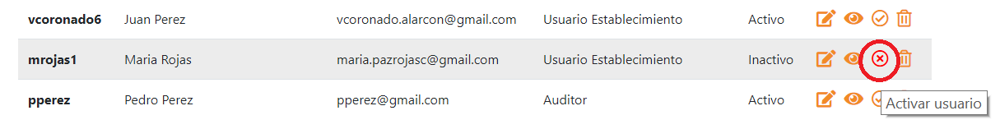 vcoronado6 Juan Perez vcoronado.alarcon@gmail.com Usuario Establecimiento Activo
mrojas1 Maria Rojas maria.pazrojasc@gmail.com Usuario Establecimiento Inactivo
pperez Pedro Perez pperez@gmail.com Auditor Activo
Activar usuario